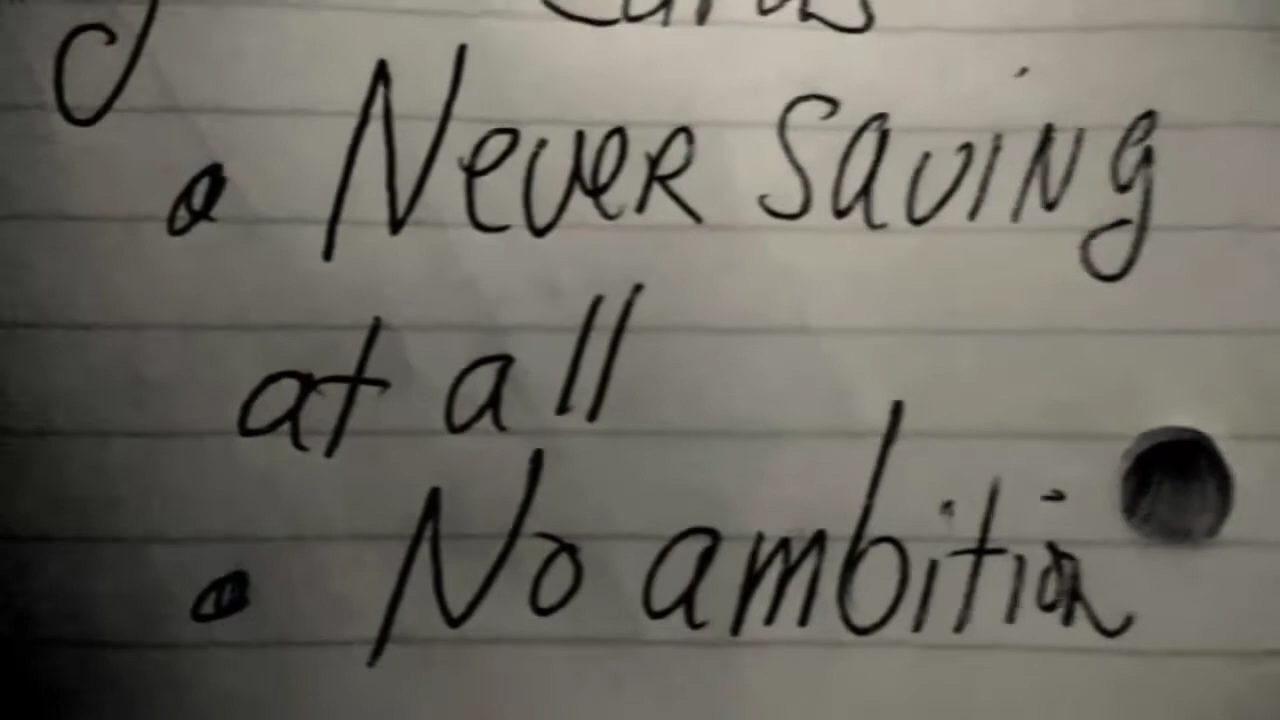 • Never saving
at all
• No ambition